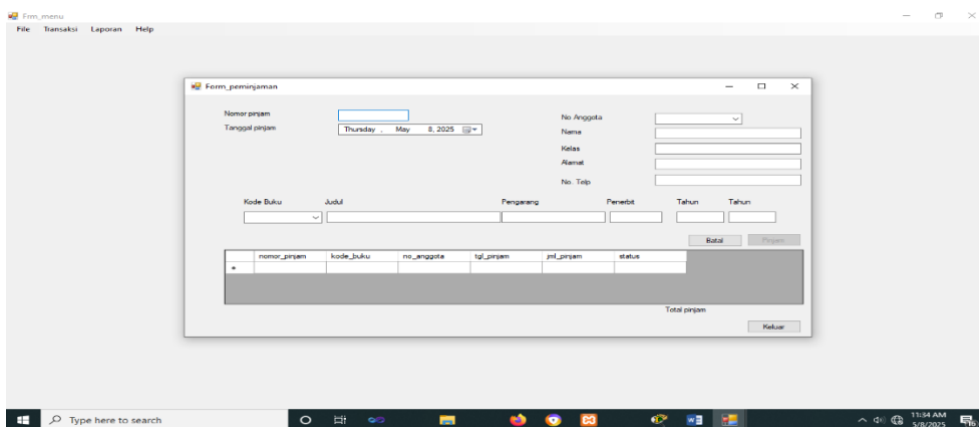 Frm_menu
File Transaksi Laporan Help
Form_peminjaman
Nomor pinjam
Tanggal pinjam
Thursday , May 8, 2025
No Anggota
Nama
Kelas
Alamat
No. Telp
Kode Buku Judul Pengarang Penerbit Tahun Tahun
Batal Pinjam
nomor_pinjam kode_buku no_anggota tgl_pinjam jml_pinjam status
Total pinjam
Keluar
Type here to search
11:34 AM
5/8/2025